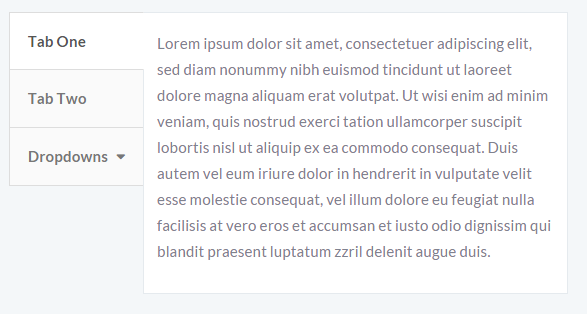 Tab One
Tab Two
Dropdowns
Lorem ipsum dolor sit amet, consectetuer adipiscing elit,
sed diam nonummy nibh euismod tincidunt ut laoreet
dolore magna aliquam erat volutpat. Ut wisi enim ad minim
veniam, quis nostrud exerci tation ullamcorper suscipit
lobortis nisl ut aliquip ex ea commodo consequat. Duis
autem vel eum iriure dolor in hendrerit in vulputate velit
esse molestie consequat, vel illum dolore eu feugiat nulla
facilisis at vero eros et accumsan et iusto odio dignissim qui
blandit praesent luptatum zzril delenit augue duis.